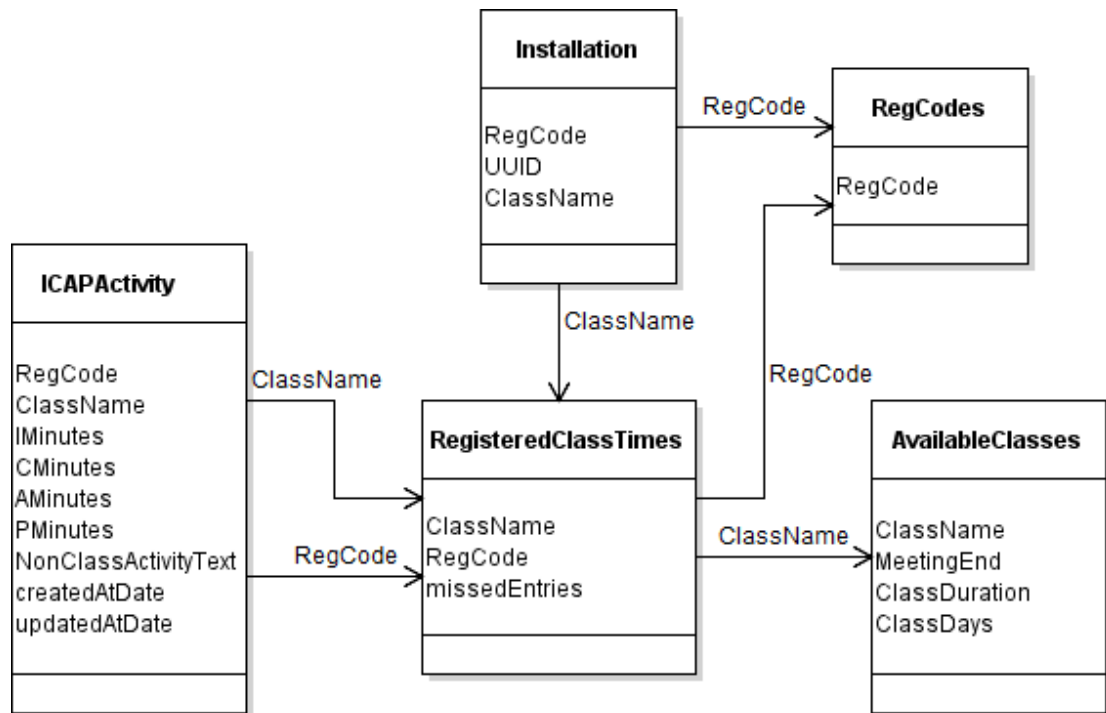 Installation
RegCode
UUID
ClassName
RegCode
RegCodes
RegCode
ICAPActivity
RegCode
ClassName
IMinutes
CMinutes
AMinutes
PMinutes
NonClassActivityText
createdAtDate
updatedAtDate
ClassName
RegCode
ClassName
RegCode
RegisteredClassTimes
ClassName
RegCode
missedEntries
ClassName
AvailableClasses
ClassName
MeetingEnd
ClassDuration
ClassDays